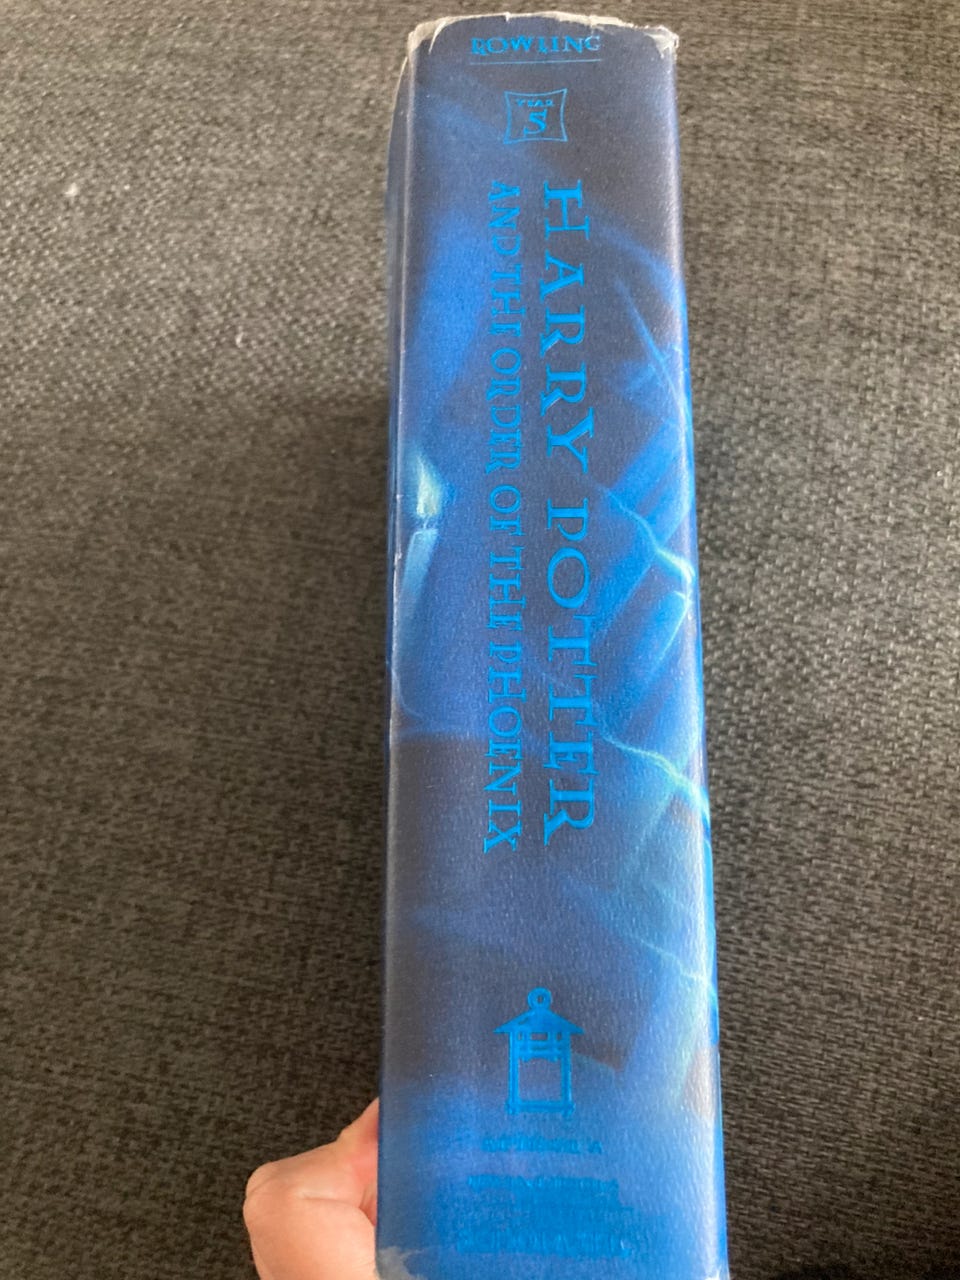 ROWLING
YEAR
5
HARRY POTTER
AND THE ORDER OF THE PHOENIX